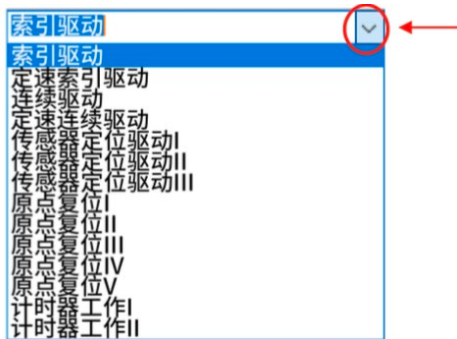 索引驱动
索引驱动
定速索引驱动
连续驱动
定速连续驱动
传感器定位驱动I
传感器定位驱动II
传感器定位驱动III
原点复位I
原点复位II
原点复位III
原点复位IV
原点复位V
计时器工作I
计时器工作II